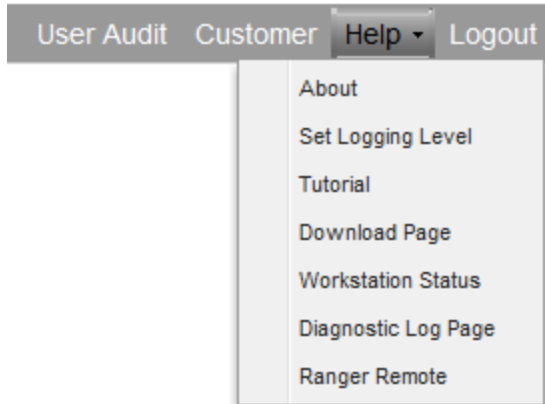 User Audit Customer Help Logout
About
Set Logging Level
Tutorial
Download Page
Workstation Status
Diagnostic Log Page
Ranger Remote